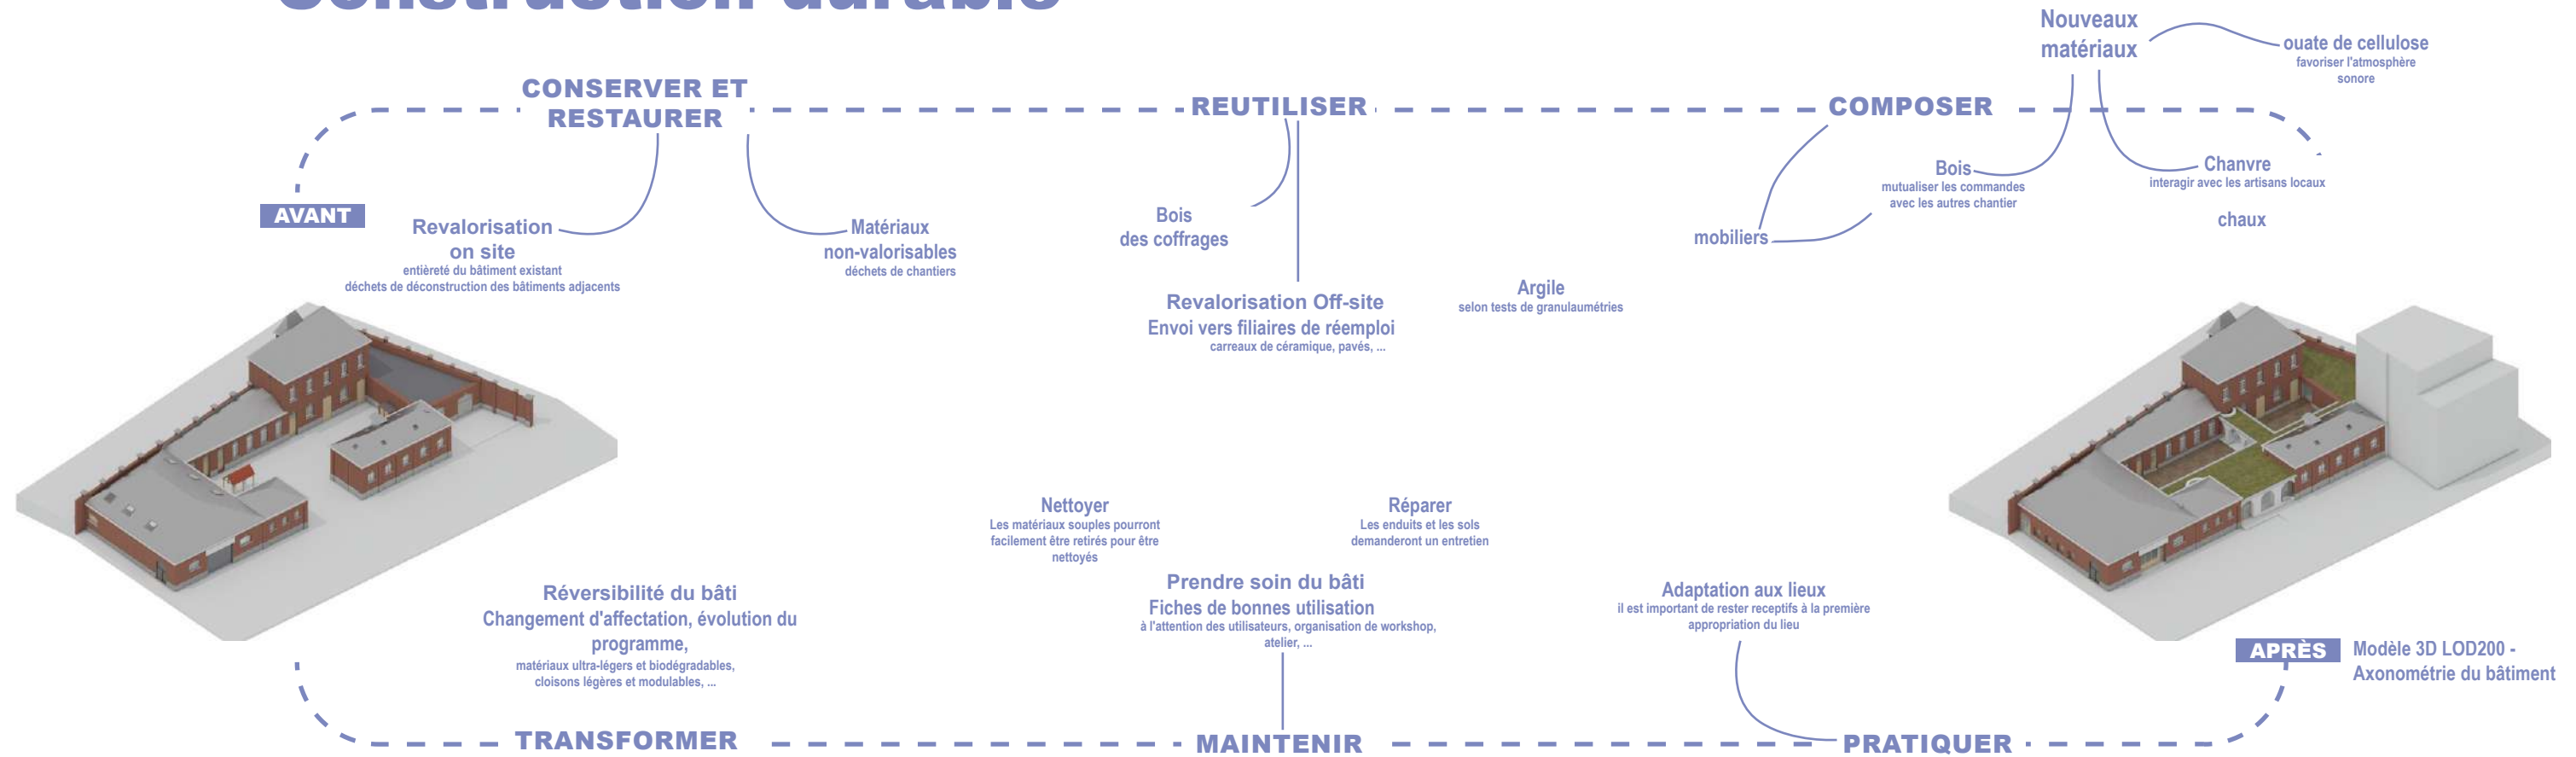 Construction durable
CONSERVER ET
RESTAURER
REUTILISER
COMPOSER
Nouveaux
matériaux
ouate de cellulose
favoriser l'atmosphère
sonore
AVANT
Revalorisation
on site
entièreté du bâtiment existant
déchets de déconstruction des bâtiments adjacents
Matériaux
non-valorisables
déchets de chantiers
Bois
des coffrages
Revalorisation Off-site
Envoi vers filiaires de réemploi
carreaux de céramique, pavés, ...
Argile
selon tests de granulaumétries
mobiliers
Bois
mutualiser les commandes
avec les autres chantier
Chanvre
interagir avec les artisans locaux
chaux
Nettoyer
Les matériaux souples pourront
facilement être retirés pour être
nettoyés
Réparer
Les enduits et les sols
demanderont un entretien
Réversibilité du bâti
Changement d'affectation, évolution du
programme,
matériaux ultra-légers et biodégradables,
cloisons légères et modulables, ...
Prendre soin du bâti
Fiches de bonnes utilisation
à l'attention des utilisateurs, organisation de workshop,
atelier, ...
Adaptation aux lieux
il est important de rester receptifs à la première
appropriation du lieu
APRÈS
Modèle 3D LOD200 -
Axonométrie du bâtiment
TRANSFORMER
MAINTENIR
PRATIQUER